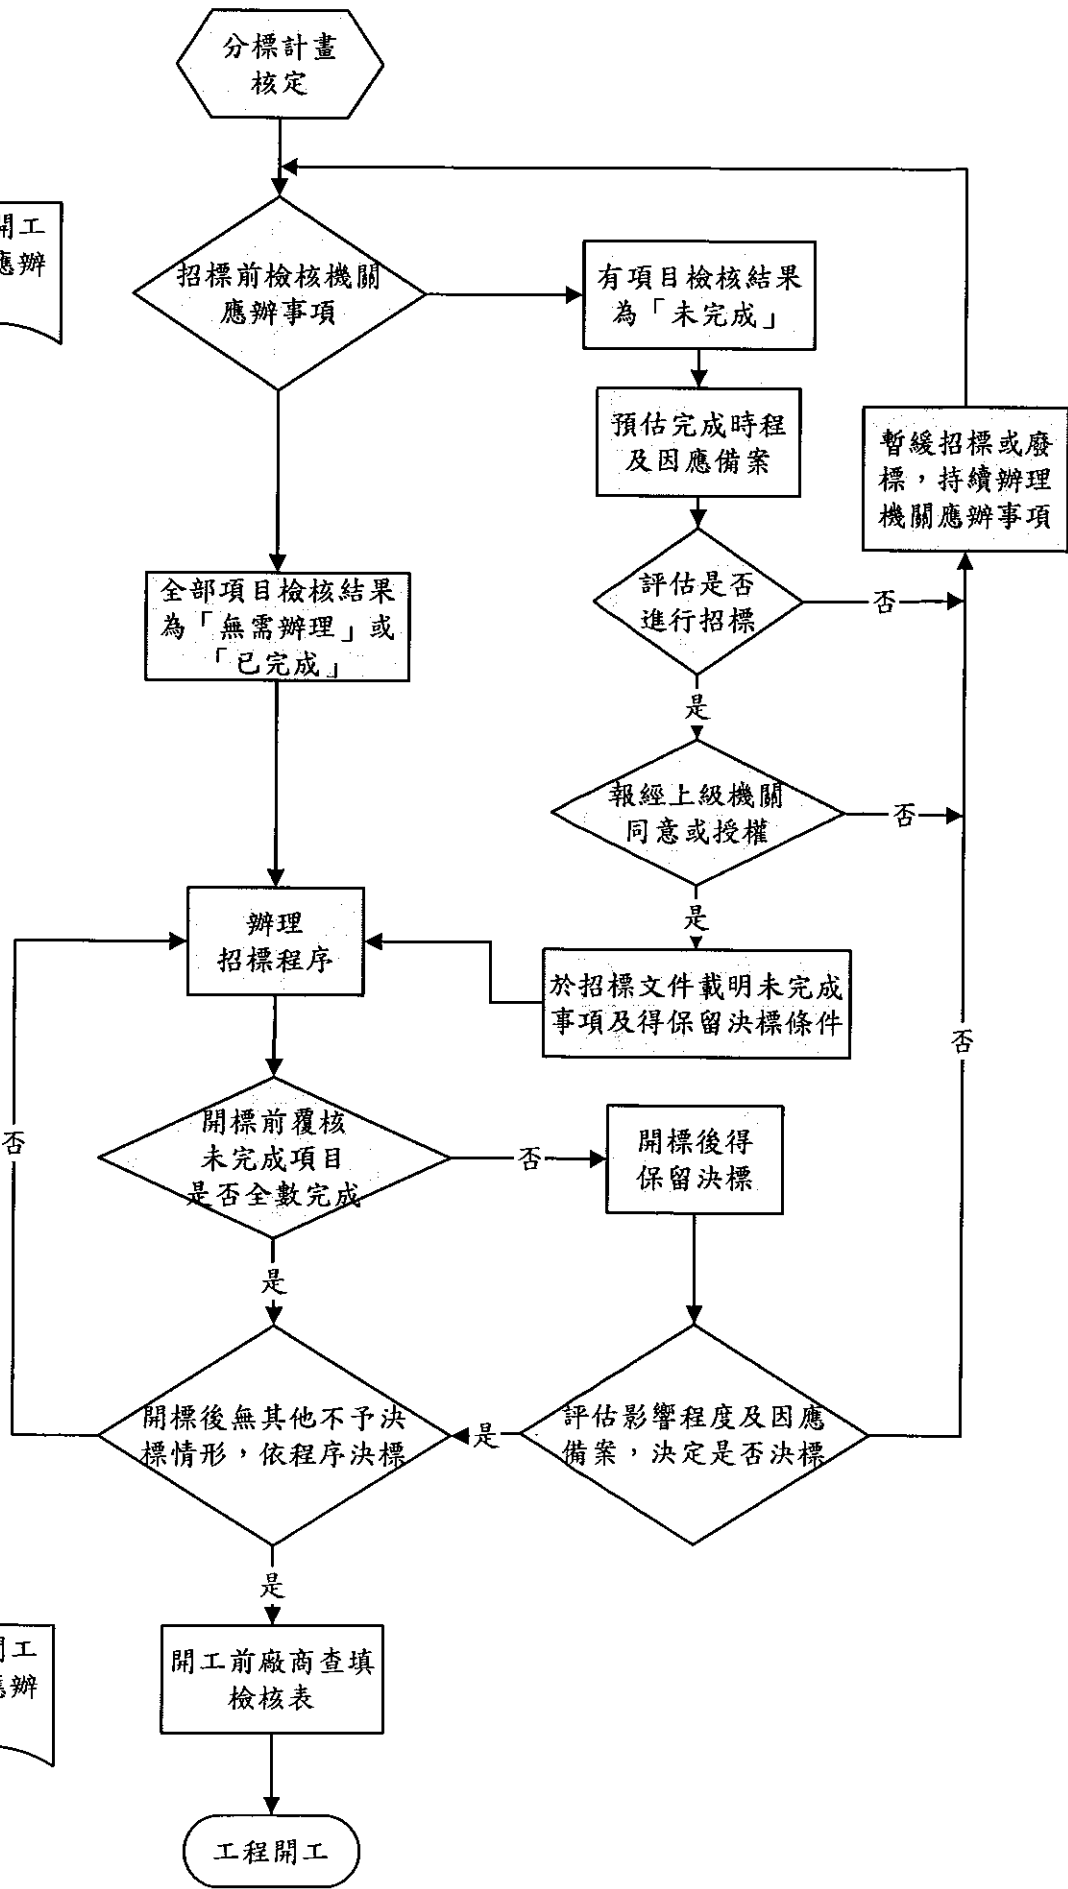 分標計畫
核定
開工
應辦
招標前檢核機關
應辦事項
有項目檢核結果
為「未完成」
預估完成時程
及因應備案
暫緩招標或廢
標，持續辦理
機關應辦事項
評估是否
進行招標
否
全部項目檢核結果
為「無需辦理」或
「已完成」
是
報經上級機關
同意或授權
否
是
辦理
招標程序
於招標文件載明未完成
事項及得保留決標條件
否
否
開標前覆核
未完成項目
是否全數完成
否
開標後得
保留決標
是
開標後無其他不予決
標情形，依程序決標
是
評估影響程度及因應
備案，決定是否決標
是
開工
應辦
開工前廠商查填
檢核表
工程開工